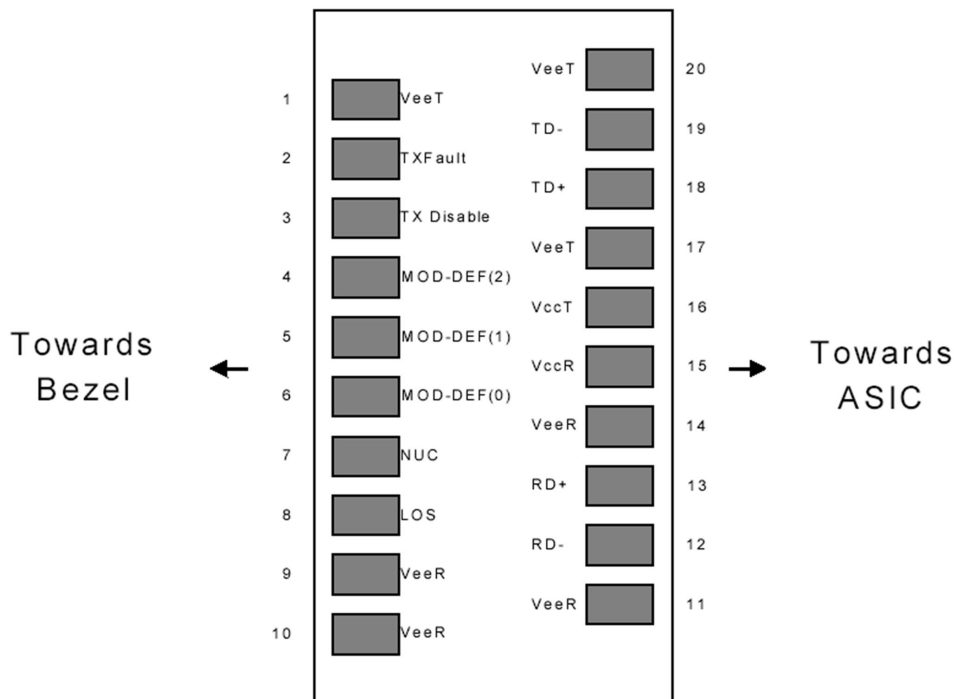 VeeT 20
1 VeeT
TD- 19
2 TXFault
TD+ 18
3 TX Disable
VeeT 17
4 MOD-DEF(2)
VccT 16
5 MOD-DEF(1)
Towards
Bezel
VccR 15
Towards
ASIC
6 MOD-DEF(0)
VeeR 14
7 NUC
RD+ 13
8 LOS
RD- 12
9 VeeR
VeeR 11
10 VeeR